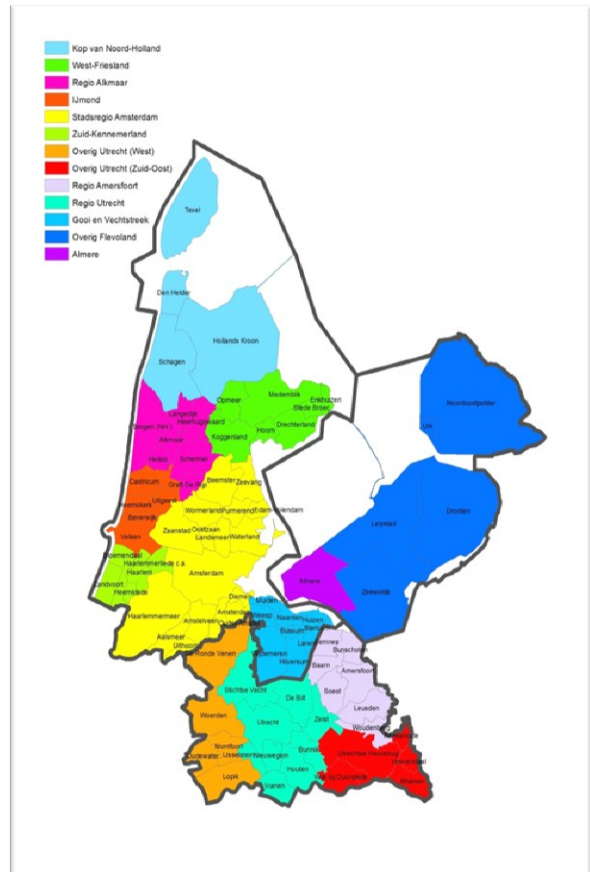 Kop van Noord-Holland
West-Friesland
Regio Alkmaar
IJmond
Stadsregio Amsterdam
Zuid-Kennemerland
Overig Utrecht (West)
Overig Utrecht (Zuid-Oost)
Regio Amersfoort
Regio Utrecht
Gooi en Vechtstreek
Overig Flevoland
Almere
Texel
Den Helder
Hollands Kroon
Schagen
Medemblik
Opmeer
Enkhuizen
Stede Broec
Noordoostpolder
Urk
Langedijk
Heerhugowaard
Bergen (NH.)
Drechterland
Hoorn
Koggenland
Alkmaar
Heiloo
Schermer
Castricum
Graft-De Rijp
Beemster
Zeevang
Uitgeest
Heemskerk
Beverwijk
Wormerland
Purmerend
Edam-Volendam
Velsen
Zaanstad
Oostzaan
Landsmeer
Waterland
Lelystad
Dronten
Bloemendaal
Haarlemmerliede c.a.
Haarlem
Zandvoort
Heemstede
Amsterdam
Almere
Zeewolde
Diemen
Muiden
Haarlemmermeer
Amstelveen
Amsterdam
Weesp
Naarden
Huizen
Bussum
Aalsmeer
Uithoorn
Laren
Eemnes
Bunschoten
De Ronde Venen
Wijdemeren
Hilversum
Baarn
Amersfoort
Stichtse Vecht
De Bilt
Soest
Leusden
Woerden
Utrecht
Zeist
Woudenberg
Montfoort
Bunnik
Oudewater
IJsselstein
Nieuwegein
Utrechtse Heuvelrug
Veenendaal
Houten
Lopik
Vianen
Wijk bij Duurstede
Rhenen